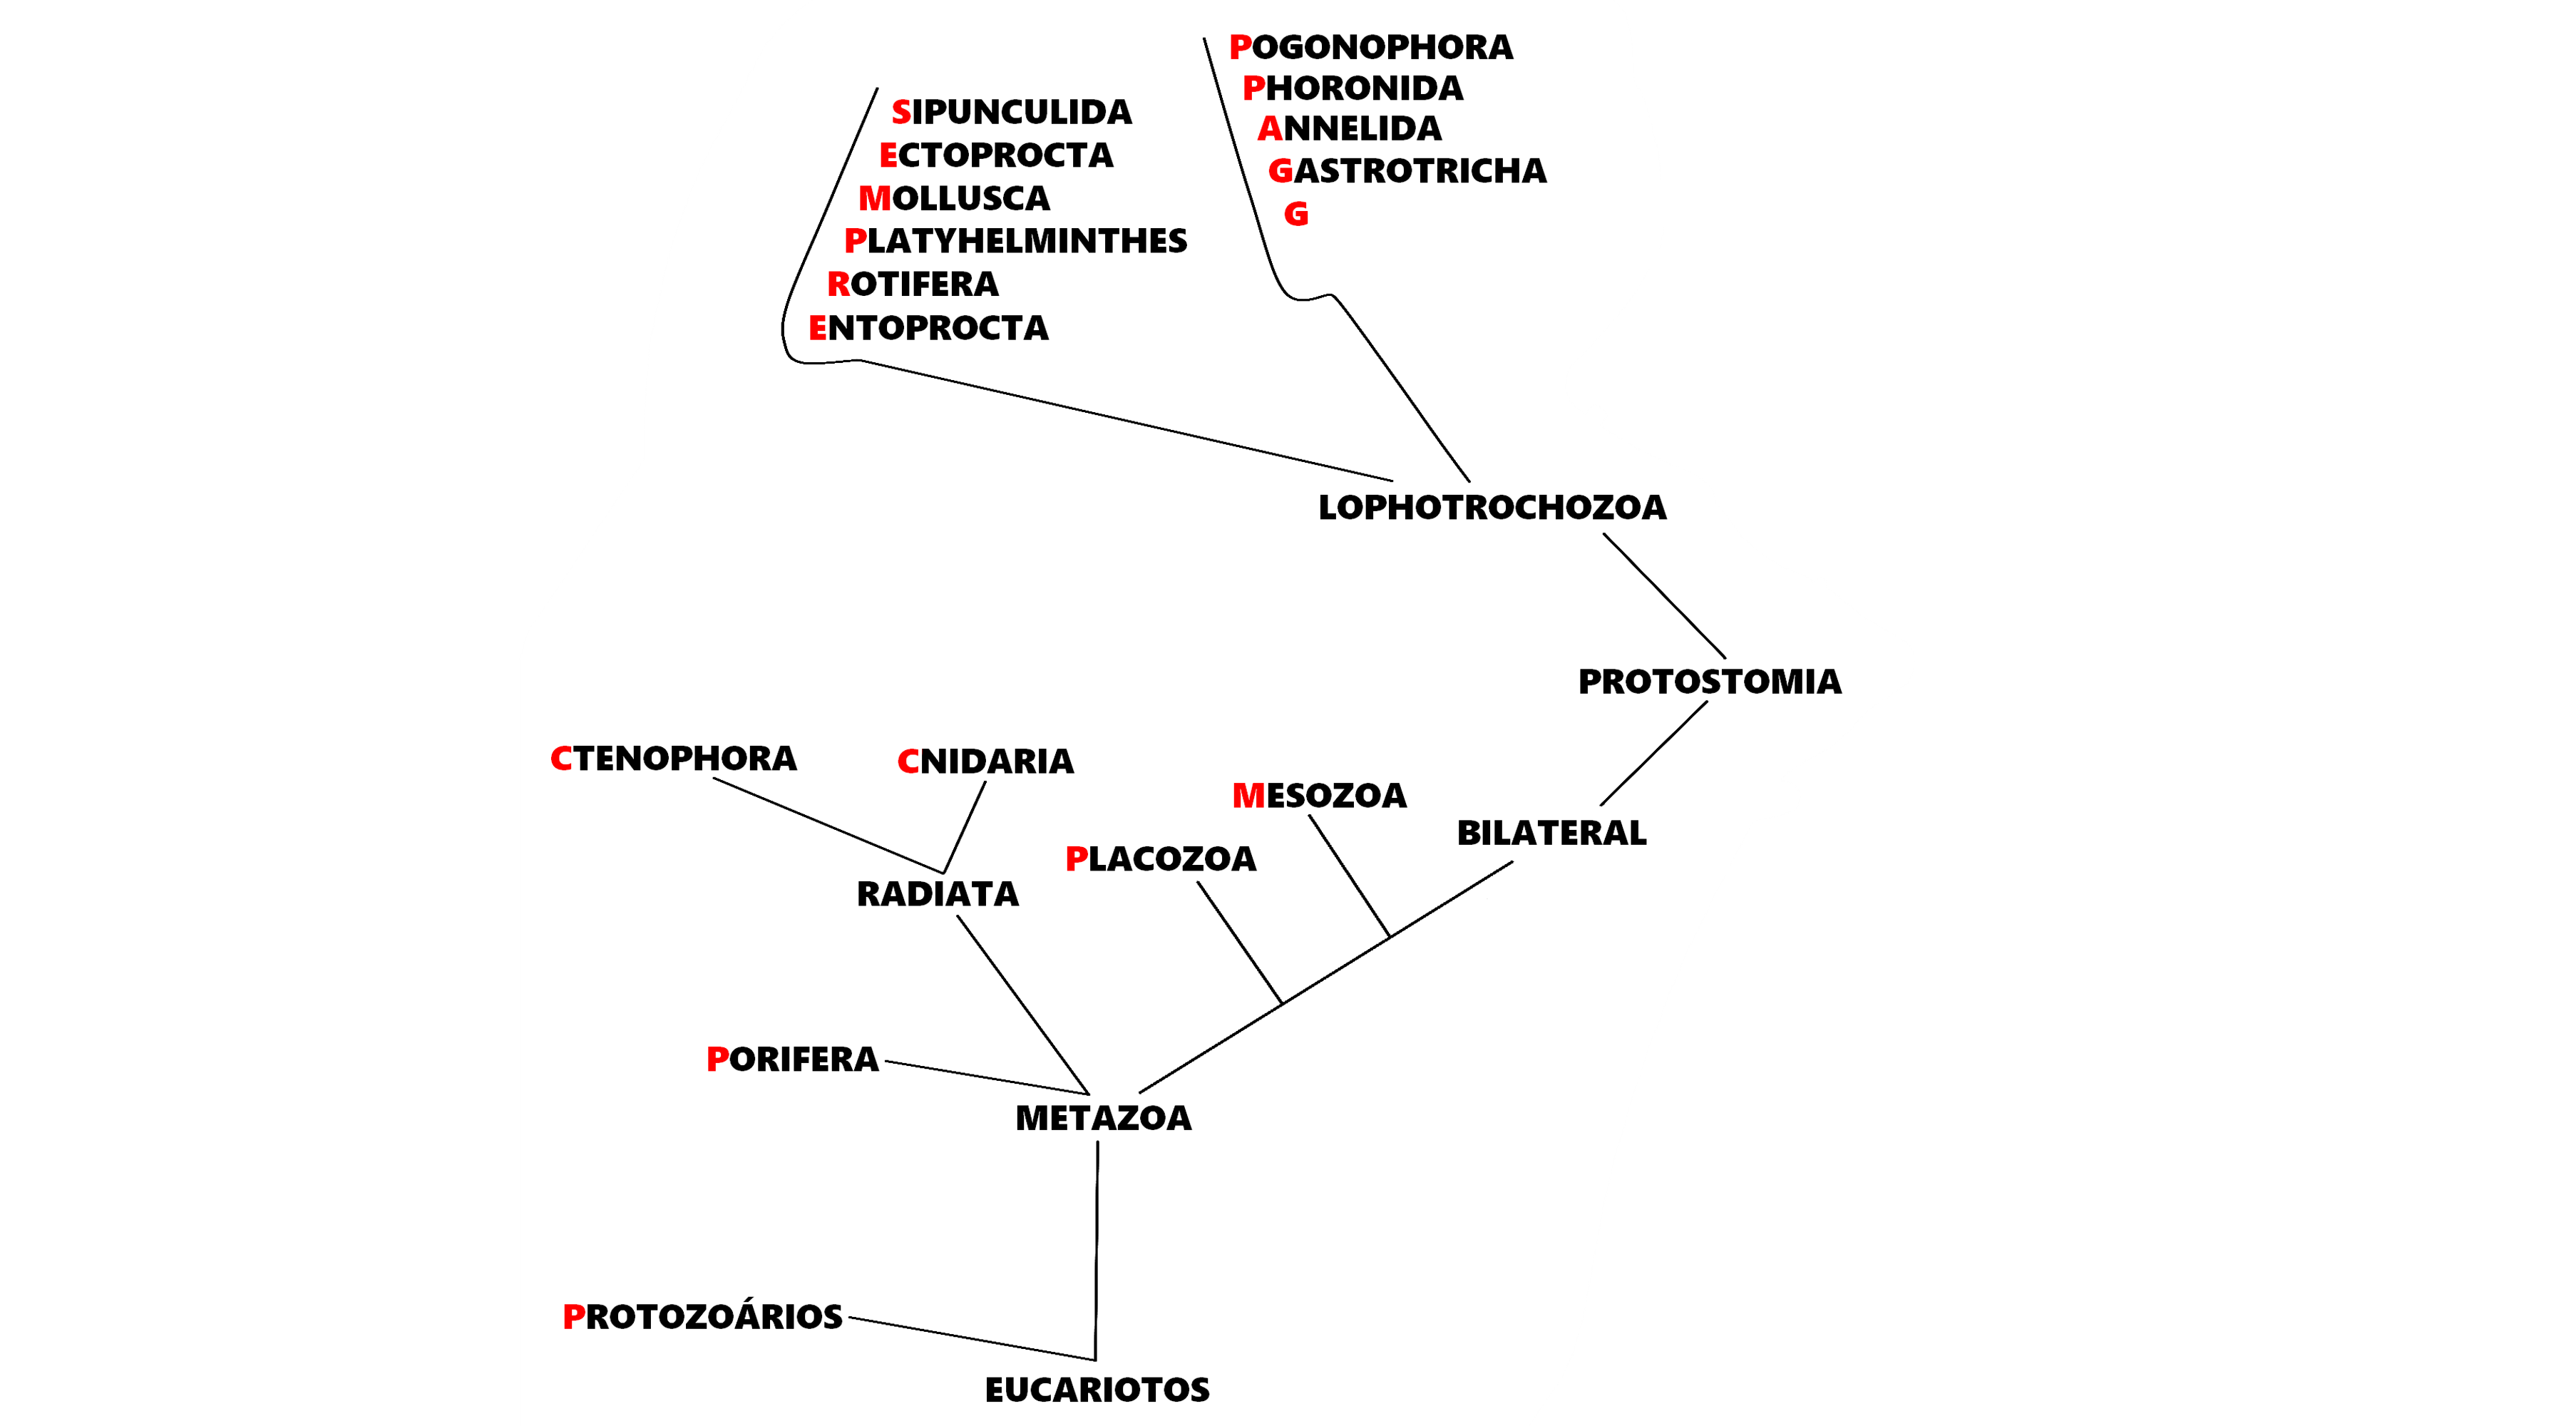 POGONOPHORA
PHORONIDA
ANNELIDA
GASTROTRICHA
G
SIPUNCULIDA
ECTOPROCTA
MOLLUSCA
PLATYHELMINTHES
ROTIFERA
ENTOPROCTA
LOPHOTROCHOZOA
PROTOSTOMIA
CTENOPHORA
CNIDARIA
MESOZOA
BILATERAL
PLACOZOA
RADIATA
PORIFERA
METAZOA
PROTOZOÁRIOS
EUCARIOTOS